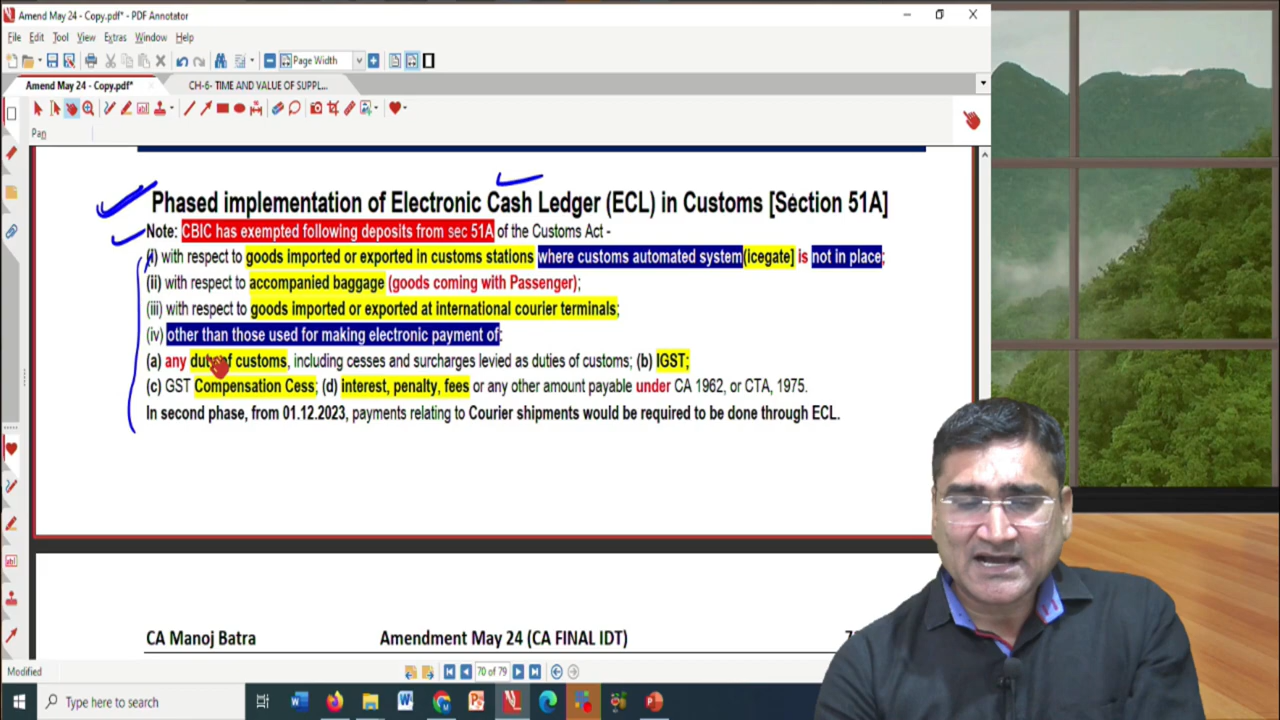 Amend May 24 - Copy.pdf* - PDF Annotator
File Edit Tool View Extras Window Help
Page Width
Amend May 24 - Copy.pdf* CH-6- TIME AND VALUE OF SUPPL...
Pan
Phased implementation of Electronic Cash Ledger (ECL) in Customs [Section 51A]
Note: CBIC has exempted following deposits from sec 51A of the Customs Act -
(i) with respect to goods imported or exported in customs stations where customs automated system(icegate] is not in place;
(ii) with respect to accompanied baggage (goods coming with Passenger);
(iii) with respect to goods imported or exported at international courier terminals;
(iv) other than those used for making electronic payment of:
(a) any duty of customs, including cesses and surcharges levied as duties of customs; (b) IGST;
(c) GST Compensation Cess; (d) interest, penalty, fees or any other amount payable under CA 1962, or CTA, 1975.
In second phase, from 01.12.2023, payments relating to Courier shipments would be required to be done through ECL.
CA Manoj Batra Amendment May 24 (CA FINAL IDT)
Modified 70 of 79
Type here to search